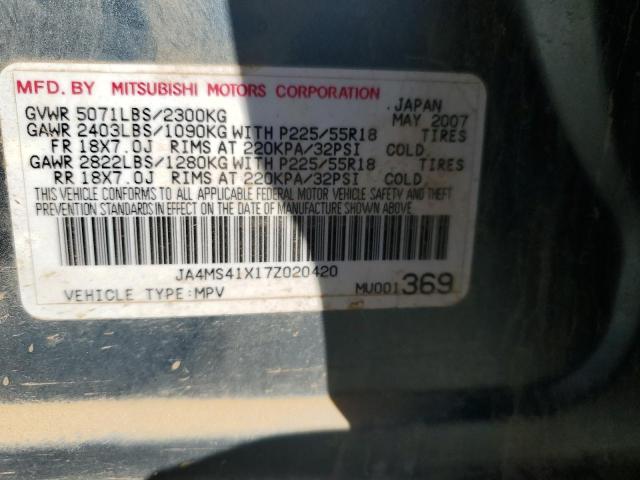 MFD. BY MITSUBISHI MOTORS CORPORATION
JAPAN
GVWR 5071LBS/2300KG MAY 2007
GAWR 2403LBS/1090KG WITH P225/55R18 TIRES
FR 18X7.0J RIMS AT 220KPA/32PSI COLD
GAWR 2822LBS/1280KG WITH P225/55R18 TIRES
RR 18X7.0J RIMS AT 220KPA/32PSI COLD
THIS VEHICLE CONFORMS TO ALL APPLICABLE FEDERAL MOTOR VEHICLE SAFETY AND THEFT
PREVENTION STANDARDS IN EFFECT ON THE DATE OF MANUFACTURE SHOWN ABOVE.
JA4MS41X17Z020420
VEHICLE TYPE:MPV MU001369